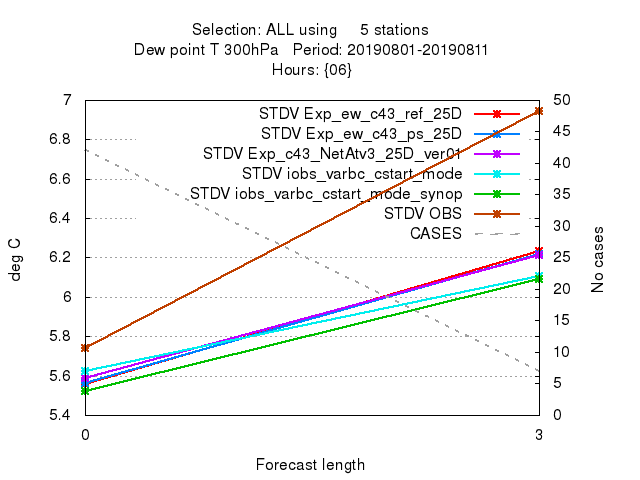 Selection: ALL using 5 stations
Dew point T 300hPa Period: 20190801-20190811
Hours: {06}
STDV Exp_ew_c43_ref_25D
STDV Exp_ew_c43_ps_25D
STDV Exp_c43_NetAtv3_25D_ver01
STDV iobs_varbc_cstart_mode
STDV iobs_varbc_cstart_mode_synop
STDV OBS
CASES
7
6.8
6.6
6.4
6.2
6
5.8
5.6
5.4
deg C
50
45
40
35
30
25
20
15
10
5
0
No cases
0 3
Forecast length